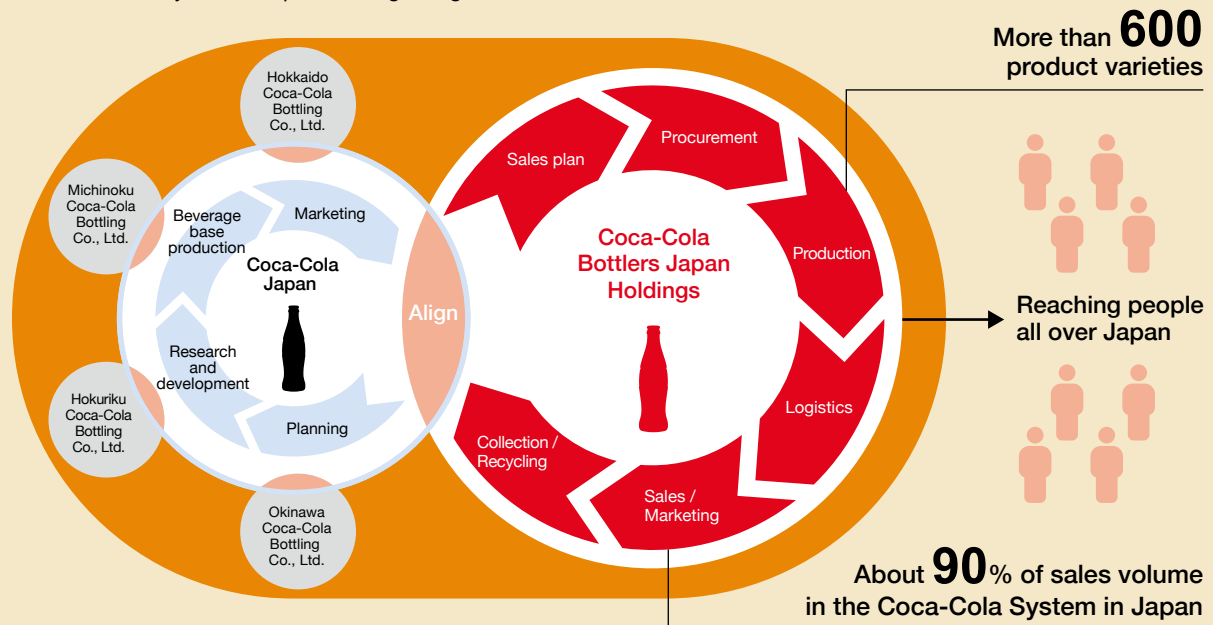 More than 600
product varieties
Hokkaido
Coca-Cola
Bottling
Co., Ltd.
Michinoku
Coca-Cola
Bottling
Co., Ltd.
Hokuriku
Coca-Cola
Bottling
Co., Ltd.
Okinawa
Coca-Cola
Bottling
Co., Ltd.
Beverage
base
production
Marketing
Coca-Cola
Japan
Research
and
development
Planning
Align
Sales plan
Procurement
Production
Logistics
Sales /
Marketing
Collection /
Recycling
Coca-Cola
Bottlers Japan
Holdings
Reaching people
all over Japan
About 90% of sales volume
in the Coca-Cola System in Japan